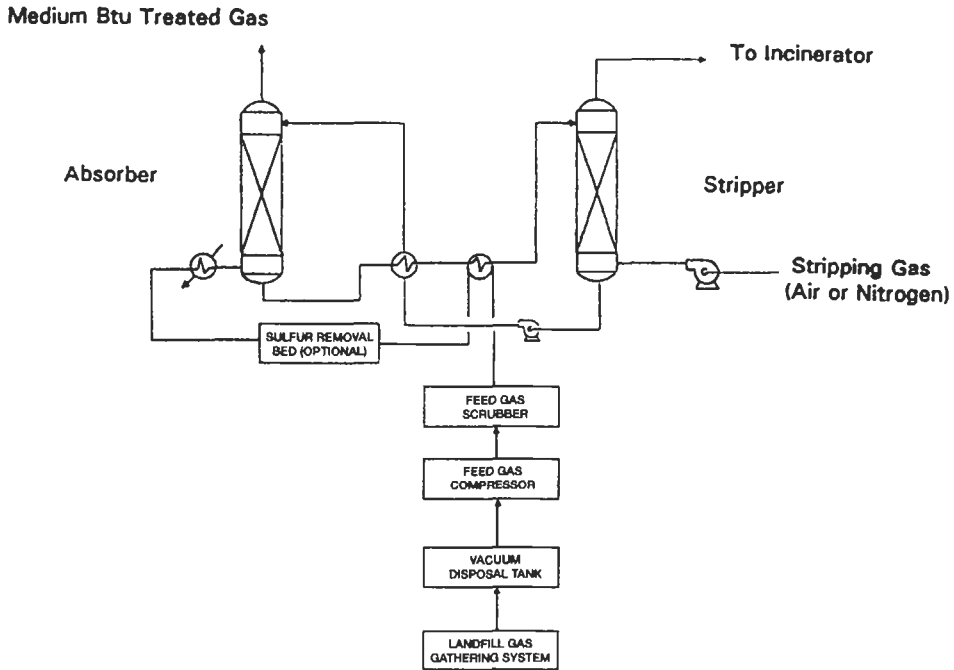 Medium Btu Treated Gas
To Incinerator
Absorber
Stripper
Stripping Gas
(Air or Nitrogen)
SULFUR REMOVAL
BED (OPTIONAL)
FEED GAS
SCRUBBER
FEED GAS
COMPRESSOR
VACUUM
DISPOSAL TANK
LANDFILL GAS
GATHERING SYSTEM